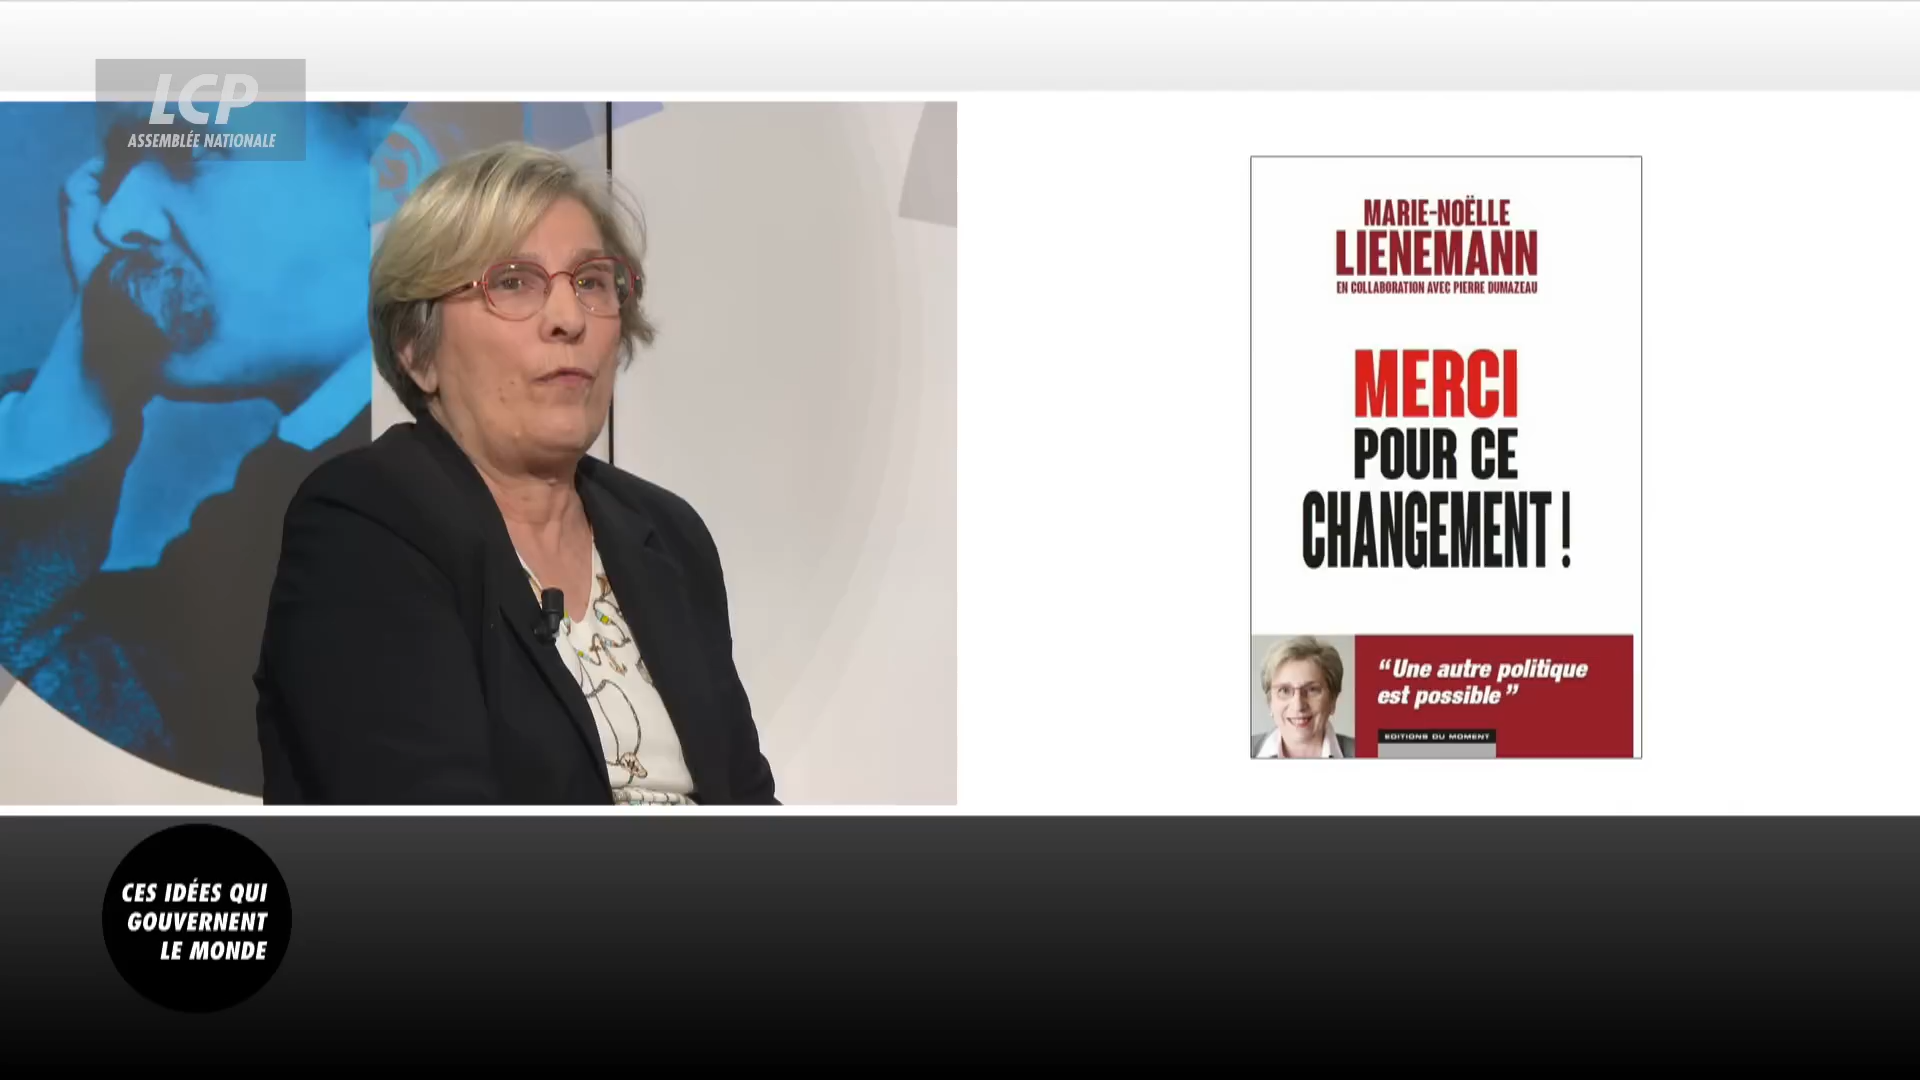 LCP
ASSEMBLÉE NATIONALE
MARIE-NOËLLE
LIENEMANN
EN COLLABORATION AVEC PIERRE DUMAZEAU
MERCI
POUR CE
CHANGEMENT !
“Une autre politique
est possible”
EDITIONS DU MOMENT
CES IDÉES QUI
GOUVERNENT
LE MONDE